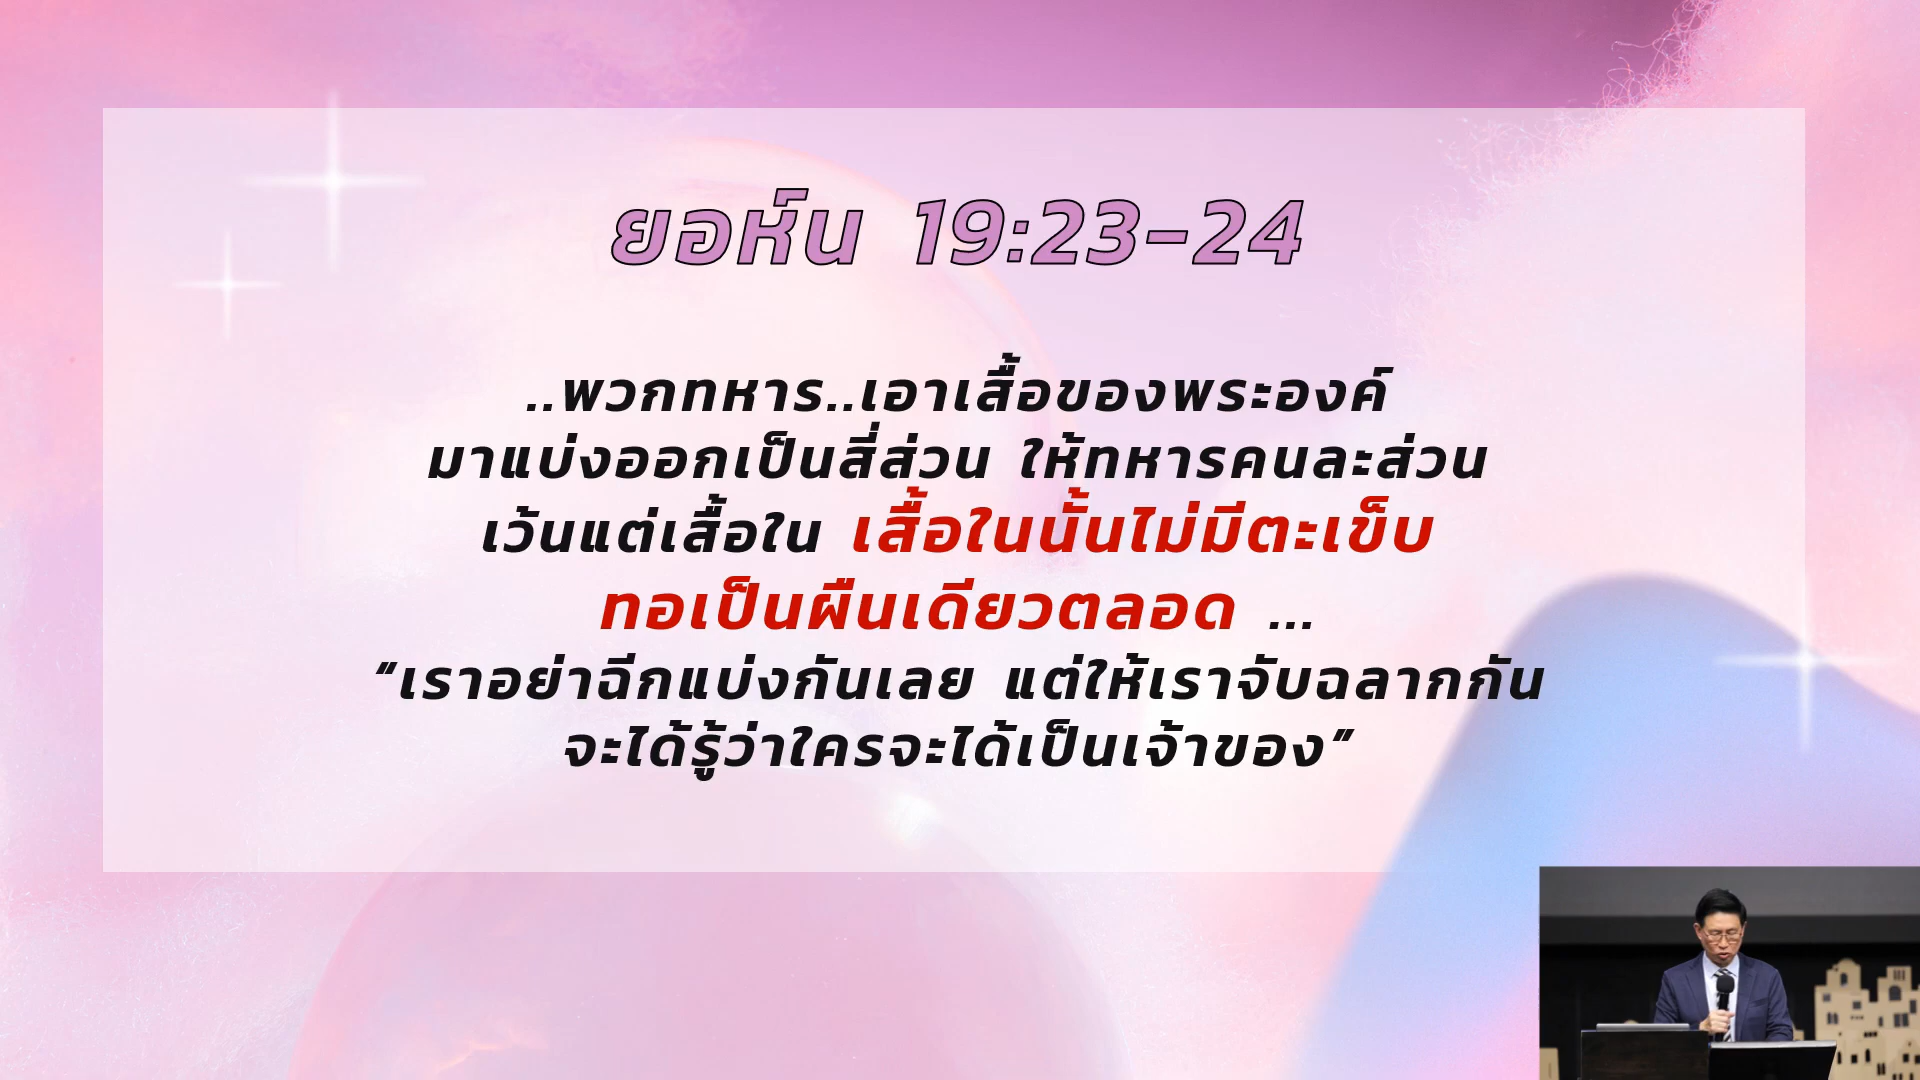 ยอห์น 19:23-24
..พวกทหาร..เอาเสื้อของพระองค์
มาแบ่งออกเป็นสี่ส่วน ให้ทหารคนละส่วน
เว้นแต่เสื้อใน เสื้อในนั้นไม่มีตะเข็บ
ทอเป็นผืนเดียวตลอด ...
“เราอย่าฉีกแบ่งกันเลย แต่ให้เราจับฉลากกัน
จะได้รู้ว่าใครจะได้เป็นเจ้าของ”